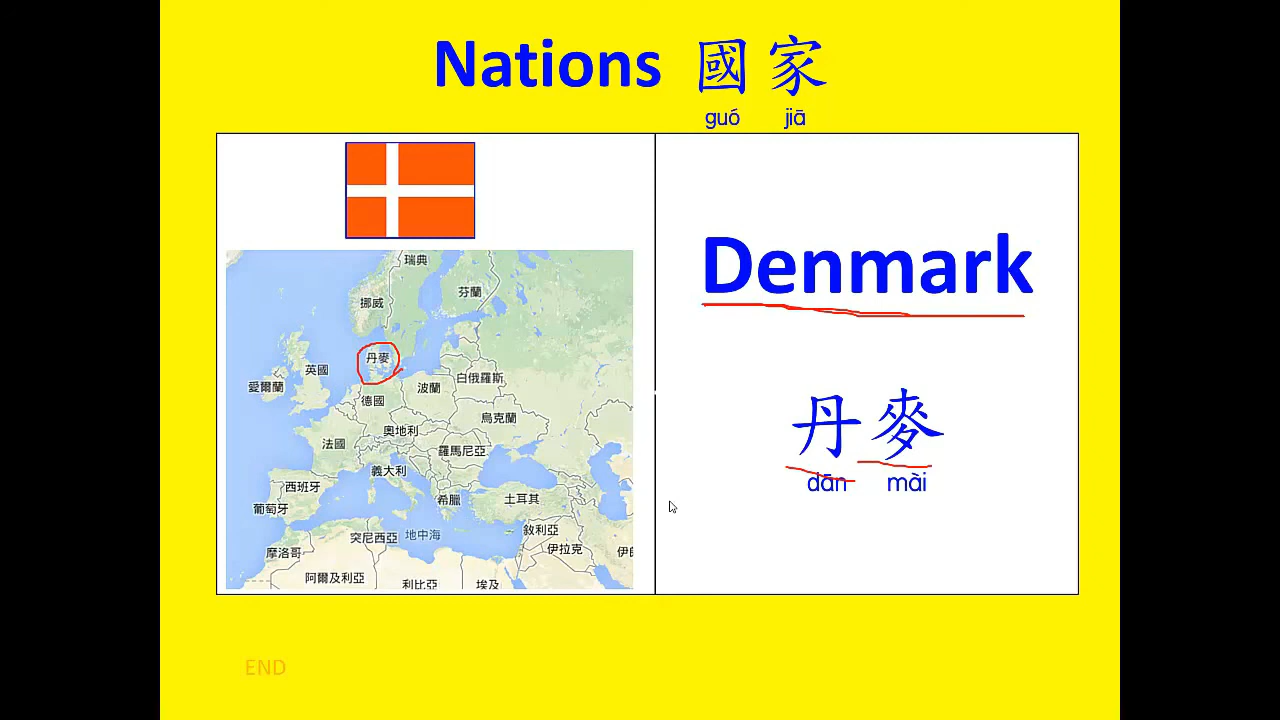 Nations 國家
guó jiā
Denmark
丹麥
dān mài
瑞典
芬蘭
挪威
丹麥
英國
愛爾蘭
波蘭
白俄羅斯
德國
烏克蘭
奧地利
法國
羅馬尼亞
義大利
西班牙
希臘
土耳其
葡萄牙
突尼西亞
地中海
敘利亞
摩洛哥
伊拉克
伊
阿爾及利亞
利比亞
埃及
END